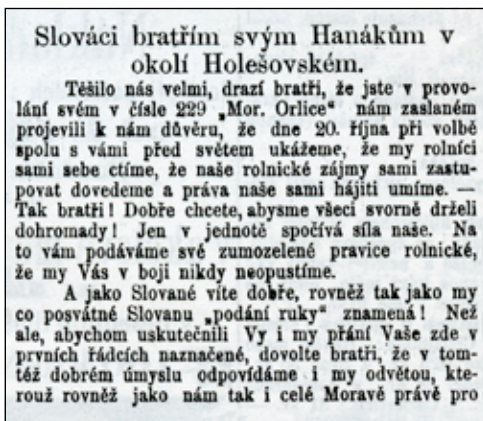 Slováci bratřím svým Hanákům v
okolí Holešovském.
Těšilo nás velmi, drazí bratři, že jste v provo-
lání svém v čísle 229 „Mor. Orlice“ nám zaslaném
projevili k nám důvěru, že dne 20. října při volbě
spolu s vámi před světem ukážeme, že my rolníci
sami sebe ctíme, že naše rolnické zájmy sami zastu-
povat dovedeme a práva naše sami hájiti umíme. —
Tak bratři! Dobře chcete, abysme všeci svorně drželi
dohromady! Jen v jednotě spočívá síla naše. Na
to vám podáváme své zumozelené pravice rolnické,
že my Vás v boji nikdy neopustíme.
A jako Slované víte dobře, rovněž tak jako my
co posvátné Slovanu „podání ruky“ znamená! Než
ale, abychom uskutečnili Vy i my přání Vaše zde v
prvních řádcích naznačené, dovolte bratři, že v tom-
též dobrém úmyslu odpovídáme i my odvětou, kte-
rouž rovněž jako nám tak i celé Moravě právě pro